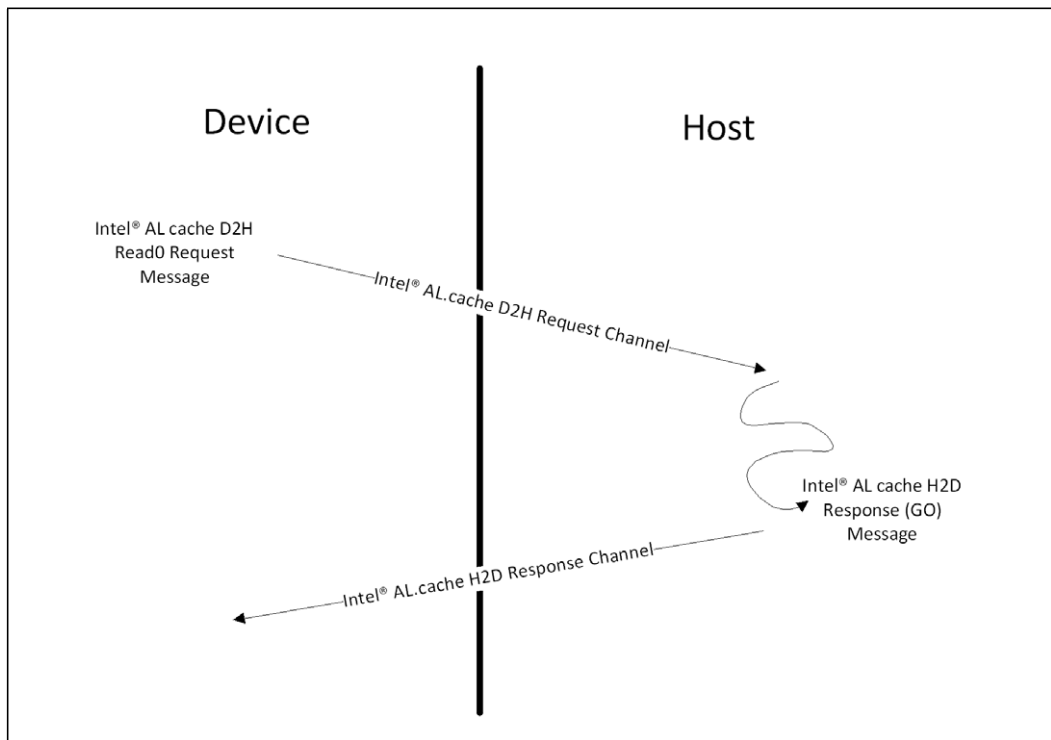 Device
Host
Intel® AL cache D2H
Read0 Request
Message
Intel® AL.cache D2H Request Channel
Intel® AL cache H2D
Response (GO)
Message
Intel® AL.cache H2D Response Channel